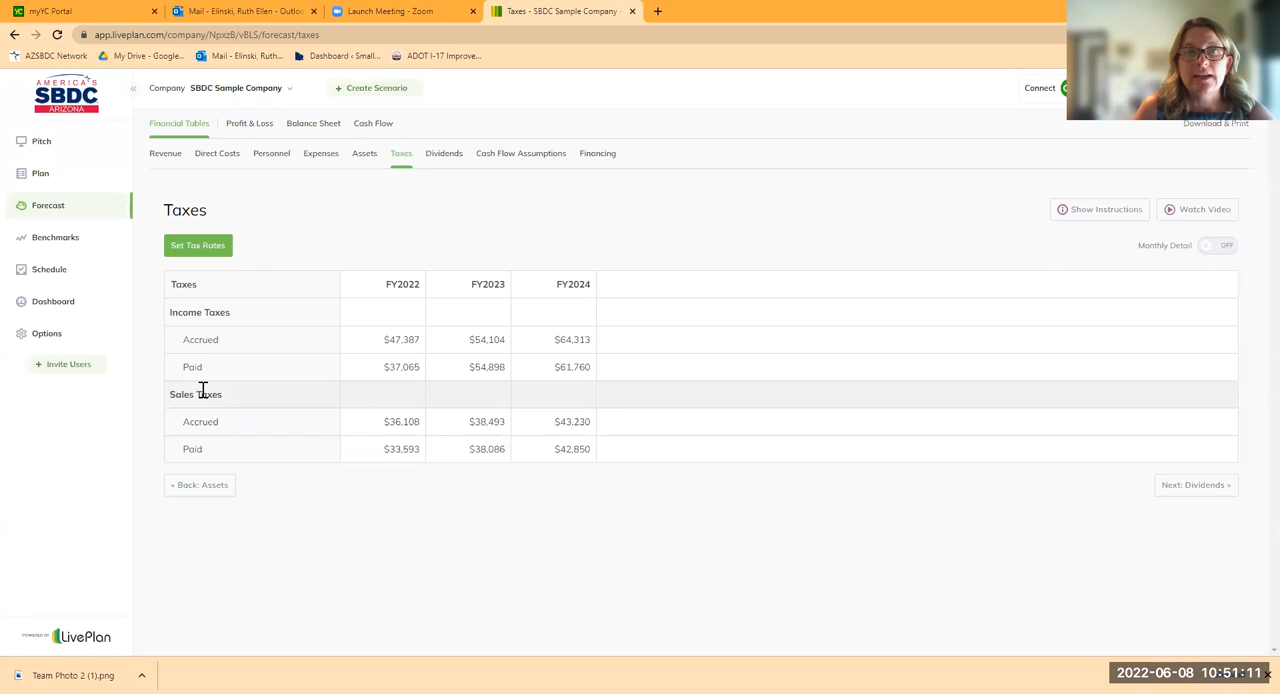 myYC Portal
Mail - Elinski, Ruth Ellen - Outloo
Launch Meeting - Zoom
Taxes - SBDC Sample Company -
app.liveplan.com/company/NpxzB/vBLS/forecast/taxes
AZSBDC Network
My Drive - Google...
Mail - Elinski, Ruth...
Dashboard ‹ Small...
ADOT I-17 Improve...
AMERICA'S
SBDC
ARIZONA
Company SBDC Sample Company
+ Create Scenario
Connect
Financial Tables
Profit & Loss
Balance Sheet
Cash Flow
Download & Print
Revenue
Direct Costs
Personnel
Expenses
Assets
Taxes
Dividends
Cash Flow Assumptions
Financing
Pitch
Plan
Forecast
Benchmarks
Schedule
Dashboard
Options
+ Invite Users
Taxes
Show Instructions
Watch Video
Set Tax Rates
Monthly Detail OFF
Taxes FY2022 FY2023 FY2024
Income Taxes
Accrued $47,387 $54,104 $64,313
Paid $37,065 $54,898 $61,760
Sales Taxes
Accrued $36,108 $38,493 $43,230
Paid $33,593 $38,086 $42,850
« Back: Assets
Next: Dividends »
POWERED BY LivePlan
Team Photo 2 (1).png
2022-06-08 10:51:11